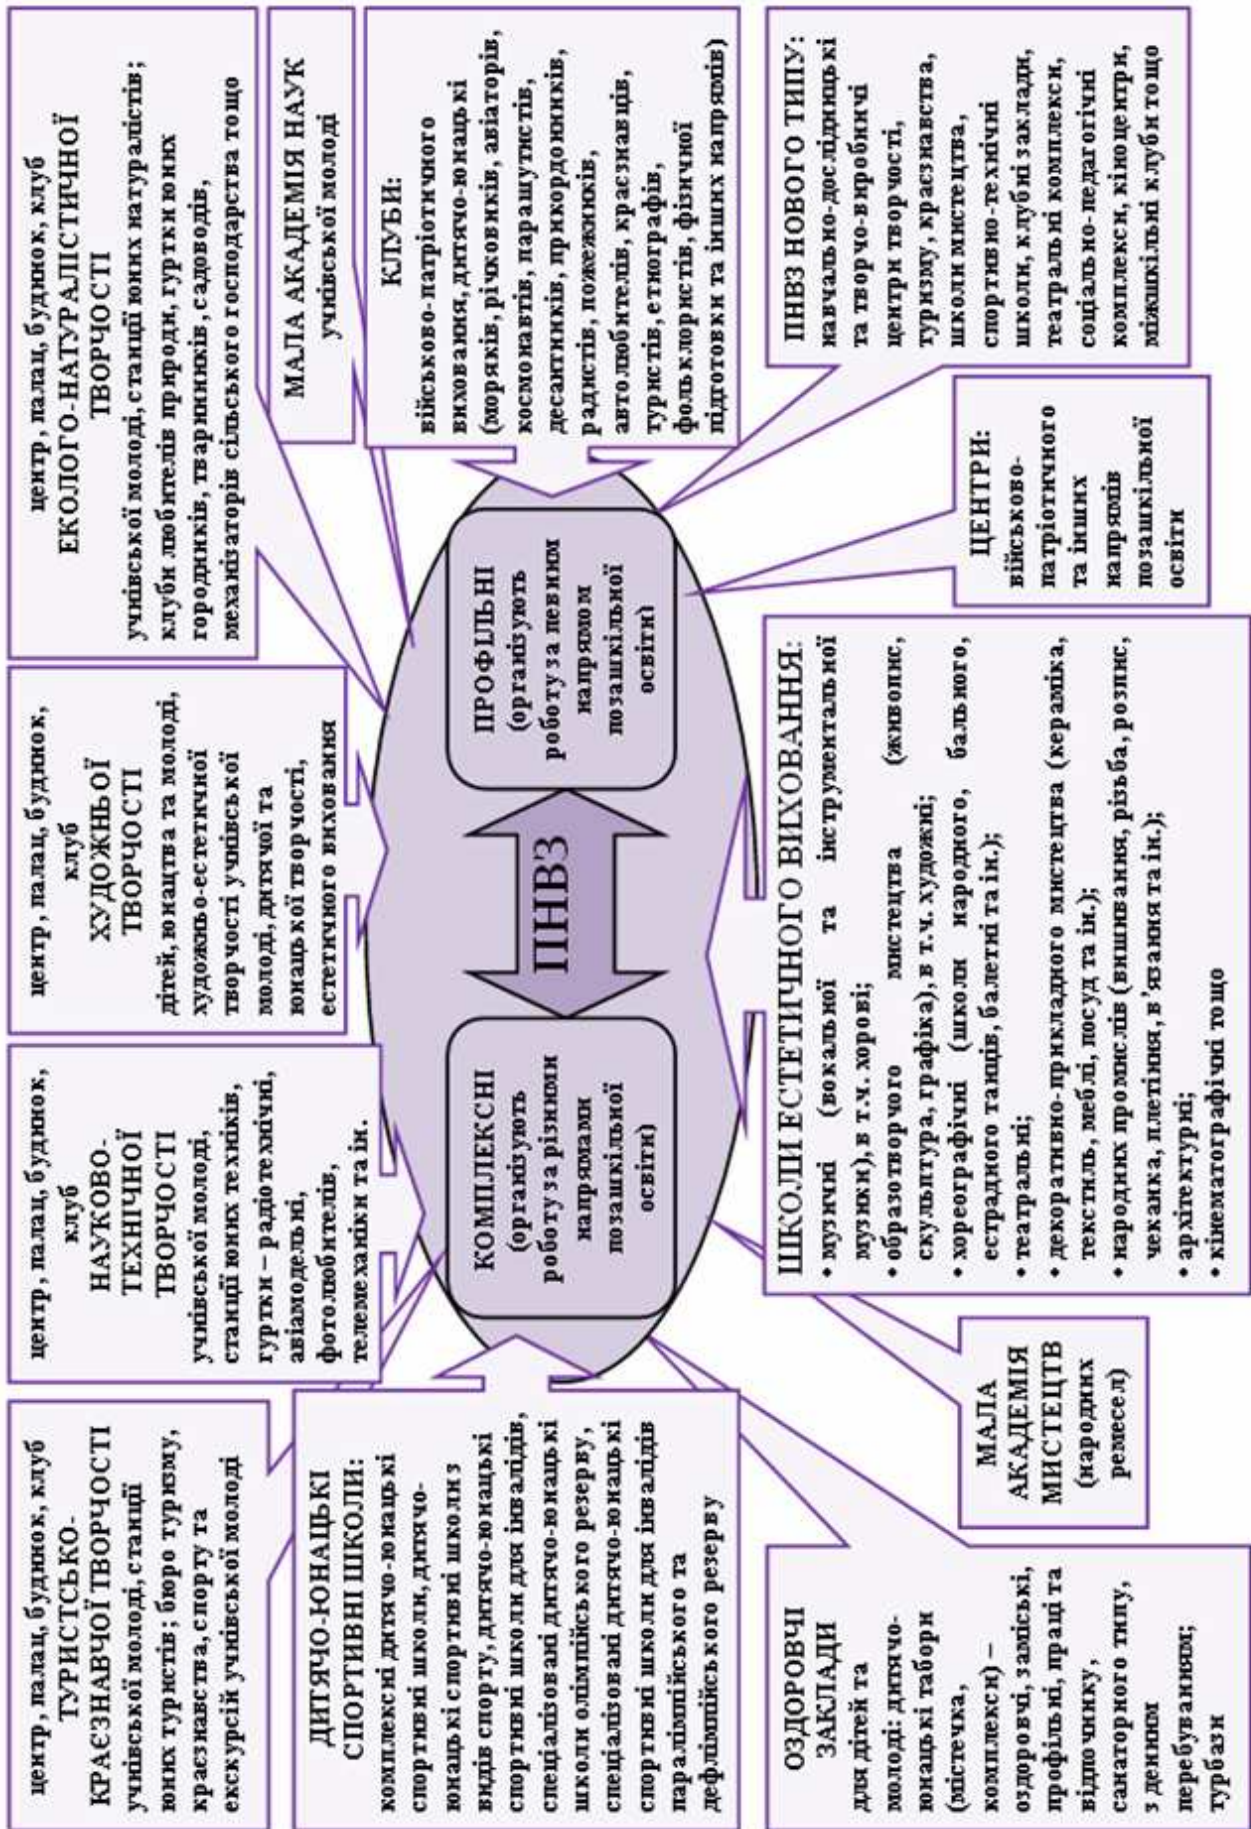 центр, палац, будинок, клуб
ТУРИСТСЬКО-
КРАЄЗНАВЧОЇ ТВОРЧОСТІ
учнівської молоді, станції
юних туристів; бюро туризму,
краєзнавства, спорту та
екскурсій учнівської молоді
центр, палац, будинок,
клуб
НАУКОВО-
ТЕХНІЧНОЇ
ТВОРЧОСТІ
учнівської молоді,
станції юних техніків,
гуртки – радіотехнічні,
авіамодельні,
фотолюбителів,
телемеханіки та ін.
центр, палац, будинок,
клуб
ХУДОЖНЬОЇ
ТВОРЧОСТІ
дітей, юнацтва та молоді,
художньо-естетичної
творчості учнівської
молоді, дитячої та
юнацької творчості,
естетичного виховання
центр, палац, будинок, клуб
ЕКОЛОГО-НАТУРАЛІСТИЧНОЇ
ТВОРЧОСТІ
учнівської молоді, станції юних натуралістів;
клуби любителів природи, гуртки юних
городників, тваринників, садоводів,
механізаторів сільського господарства тощо
МАЛА АКАДЕМІЯ НАУК
учнівської молоді
ДИТЯЧО-ЮНАЦЬКІ
СПОРТИВНІ ШКОЛИ:
комплексні дитячо-юнацькі
спортивні школи, дитячо-
юнацькі спортивні школи з
видів спорту, дитячо-юнацькі
спортивні школи для інвалідів,
спеціалізовані дитячо-юнацькі
школи олімпійського резерву,
спеціалізовані дитячо-юнацькі
спортивні школи для інвалідів
паралімпійського та
дефлімпійського резерву
КОМПЛЕКСНІ
(організують
роботу за різними
напрямами
позашкільної
освіти)
ПНВЗ
ПРОФІЛЬНІ
(організують
роботу за певним
напрямом
позашкільної
освіти)
КЛУБИ:
військово-патріотичного
виховання, дитячо-юнацькі
(моряків, річковиків, авіаторів,
космонавтів, парашутистів,
десантників, прикордонників,
радистів, пожежників,
автолюбителів, краєзнавців,
туристів, етнографів,
фольклористів, фізичної
підготовки та інших напрямів)
ОЗДОРОВЧІ
ЗАКЛАДИ
для дітей та
молоді: дитячо-
юнацькі табори
(містечка,
комплекси) –
оздоровчі, заміські,
профільні, праці та
відпочинку,
санаторного типу,
з денним
перебуванням;
турбази
МАЛА
АКАДЕМІЯ
МИСТЕЦТВ
(народних
ремесел)
ШКОЛИ ЕСТЕТИЧНОГО ВИХОВАННЯ:
• музичні (вокальної та інструментальної
музики), в т.ч. хорові;
• образотворчого мистецтва (живопис,
скульптура, графіка), в т.ч. художні;
• хореографічні (школи народного, бального,
естрадного танців, балетні та ін.);
• театральні;
• декоративно-прикладного мистецтва (кераміка,
текстиль, меблі, посуд та ін.);
• народних промислів (вишивання, різьба, розпис,
чеканка, плетіння, в'язання та ін.);
• архітектурні;
• кінематографічні тощо
ЦЕНТРИ:
військово-
патріотичного
та інших
напрямів
позашкільної
освіти
ПНВЗ НОВОГО ТИПУ:
навчально-дослідницькі
та творчо-виробничі
центри творчості,
туризму, краєзнавства,
школи мистецтва,
спортивно-технічні
школи, клубні заклади,
театральні комплекси,
соціально-педагогічні
комплекси, кіноцентри,
міжшкільні клуби тощо